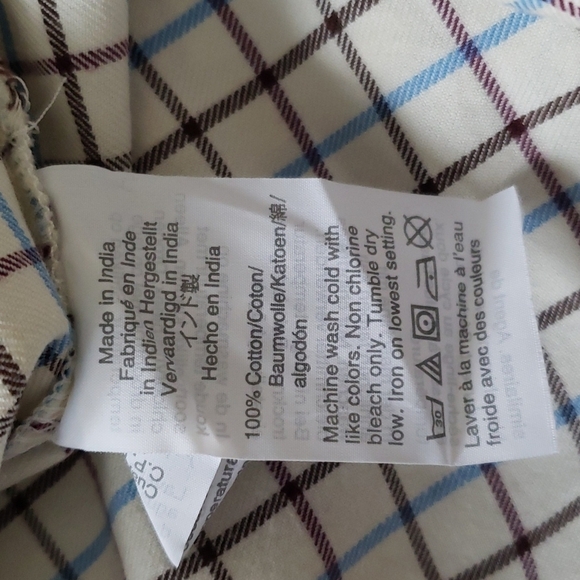 Made in India
Fabriqué en Inde
in Indien Hergestellt
Vervaardigd in India
インド製
Hecho en India
100% Cotton/Coton/
Baumwolle/Katoen/綿/
algodón
Machine wash cold with
like colors. Non chlorine
bleach only. Tumble dry
low. Iron on lowest setting.
30
Laver à la machine à l'eau
froide avec des couleurs